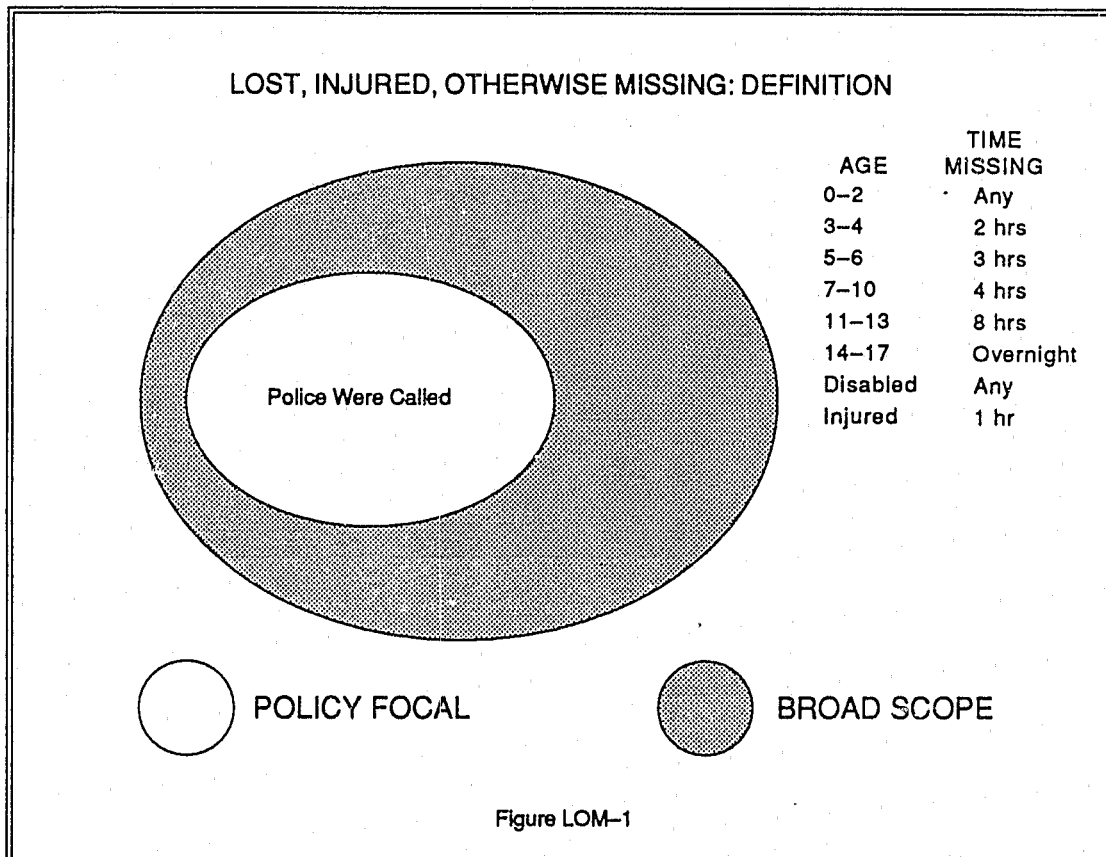 LOST, INJURED, OTHERWISE MISSING: DEFINITION
TIME
AGE MISSING
0–2 Any
3–4 2 hrs
5–6 3 hrs
7–10 4 hrs
11–13 8 hrs
14–17 Overnight
Disabled Any
Injured 1 hr
Police Were Called
POLICY FOCAL
BROAD SCOPE
Figure LOM–1